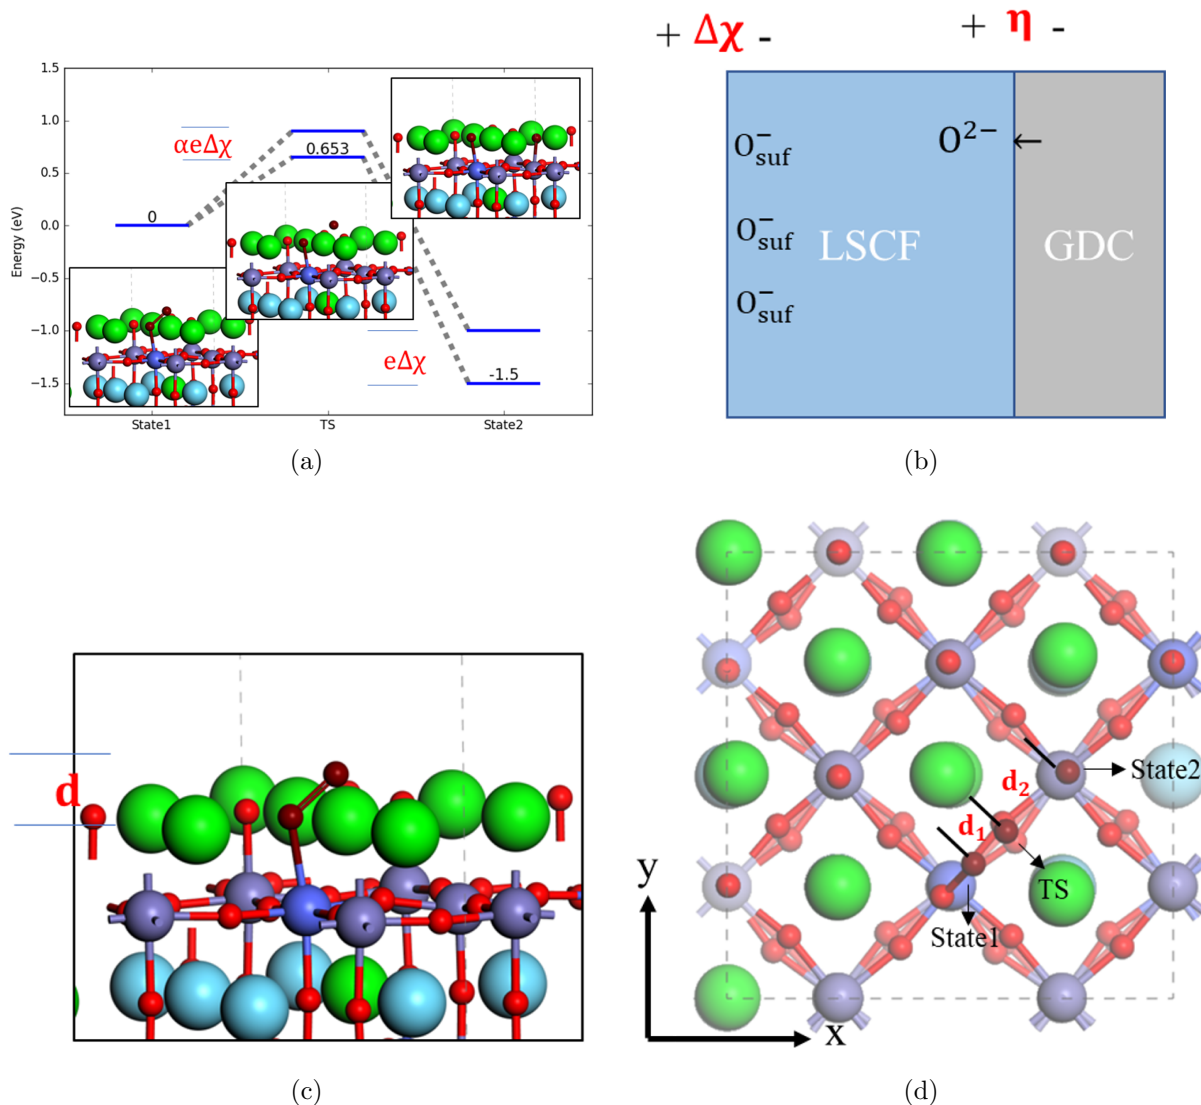 1.5
1.0
0.5
0.0
−0.5
−1.0
−1.5
Energy (eV)
αeΔχ
0.653
0
eΔχ
-1.5
State1
TS
State2
(a)
+ Δχ -
+ η -
O⁻suf
O²⁻ ←
O⁻suf
LSCF
GDC
O⁻suf
(b)
d
(c)
State2
d₂
d₁
TS
State1
y
x
(d)